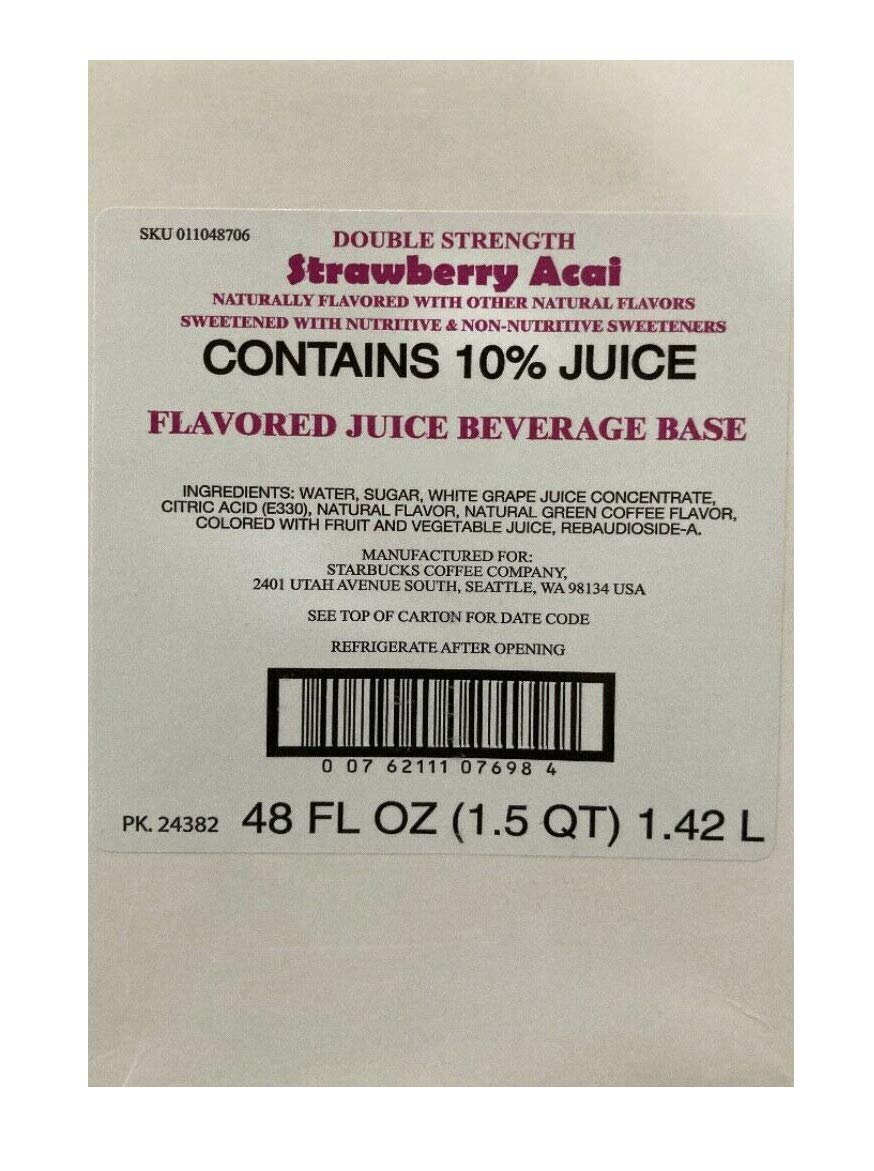 SKU 011048706
DOUBLE STRENGTH
Strawberry Acai
NATURALLY FLAVORED WITH OTHER NATURAL FLAVORS
SWEETENED WITH NUTRITIVE & NON-NUTRITIVE SWEETENERS
CONTAINS 10% JUICE
FLAVORED JUICE BEVERAGE BASE
INGREDIENTS: WATER, SUGAR, WHITE GRAPE JUICE CONCENTRATE,
CITRIC ACID (E330), NATURAL FLAVOR, NATURAL GREEN COFFEE FLAVOR,
COLORED WITH FRUIT AND VEGETABLE JUICE, REBAUDIOSIDE-A.
MANUFACTURED FOR:
STARBUCKS COFFEE COMPANY,
2401 UTAH AVENUE SOUTH, SEATTLE, WA 98134 USA
SEE TOP OF CARTON FOR DATE CODE
REFRIGERATE AFTER OPENING
0 07 62111 07698 4
PK. 24382 48 FL OZ (1.5 QT) 1.42 L